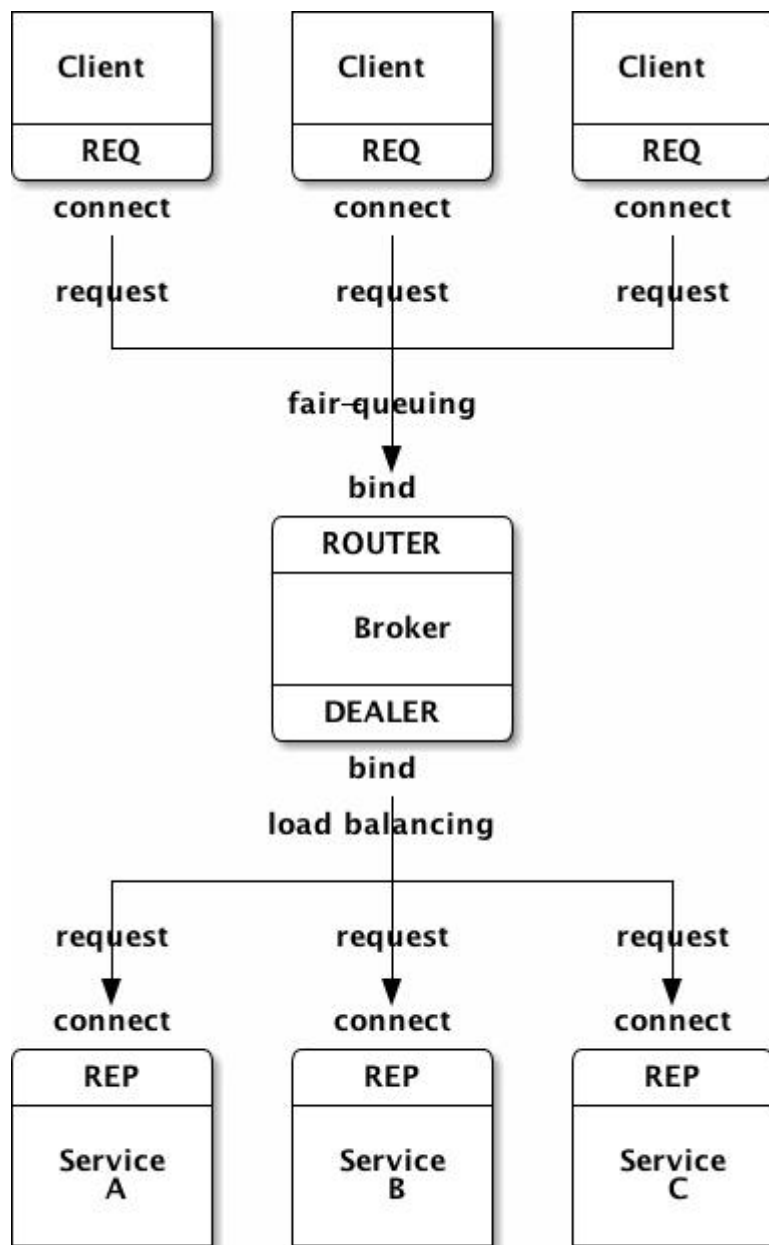 Client Client Client
REQ REQ REQ
connect connect connect
request request request
fair-queuing
bind
ROUTER
Broker
DEALER
bind
load balancing
request request request
connect connect connect
REP REP REP
Service Service Service
A B C